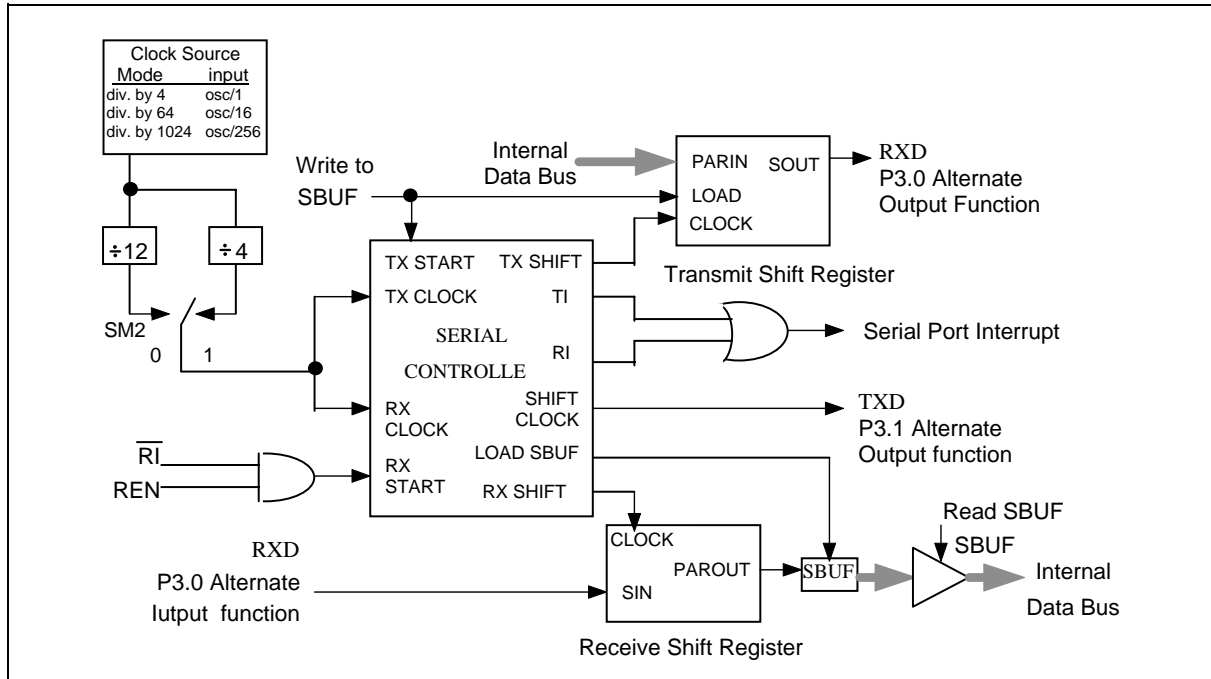 Clock Source
Mode input
div. by 4 osc/1
div. by 64 osc/16
div. by 1024 osc/256
÷12
÷4
SM2
0 1
Write to
SBUF
Internal
Data Bus
PARIN
SOUT
LOAD
CLOCK
RXD
P3.0 Alternate
Output Function
Transmit Shift Register
TX START
TX SHIFT
TX CLOCK
TI
SERIAL
RI
CONTROLLE
SHIFT
CLOCK
RX
CLOCK
LOAD SBUF
RX
START
RX SHIFT
Serial Port Interrupt
TXD
P3.1 Alternate
Output function
RI
REN
RXD
P3.0 Alternate
Iutput function
CLOCK
PAROUT
SIN
Receive Shift Register
SBUF
Read SBUF
SBUF
Internal
Data Bus